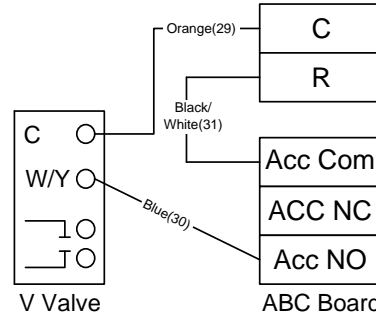 Orange(29)
C
R
Black/
White(31)
C
W/Y
Acc Com
Blue(30)
ACC NC
Acc NO
V Valve
ABC Board